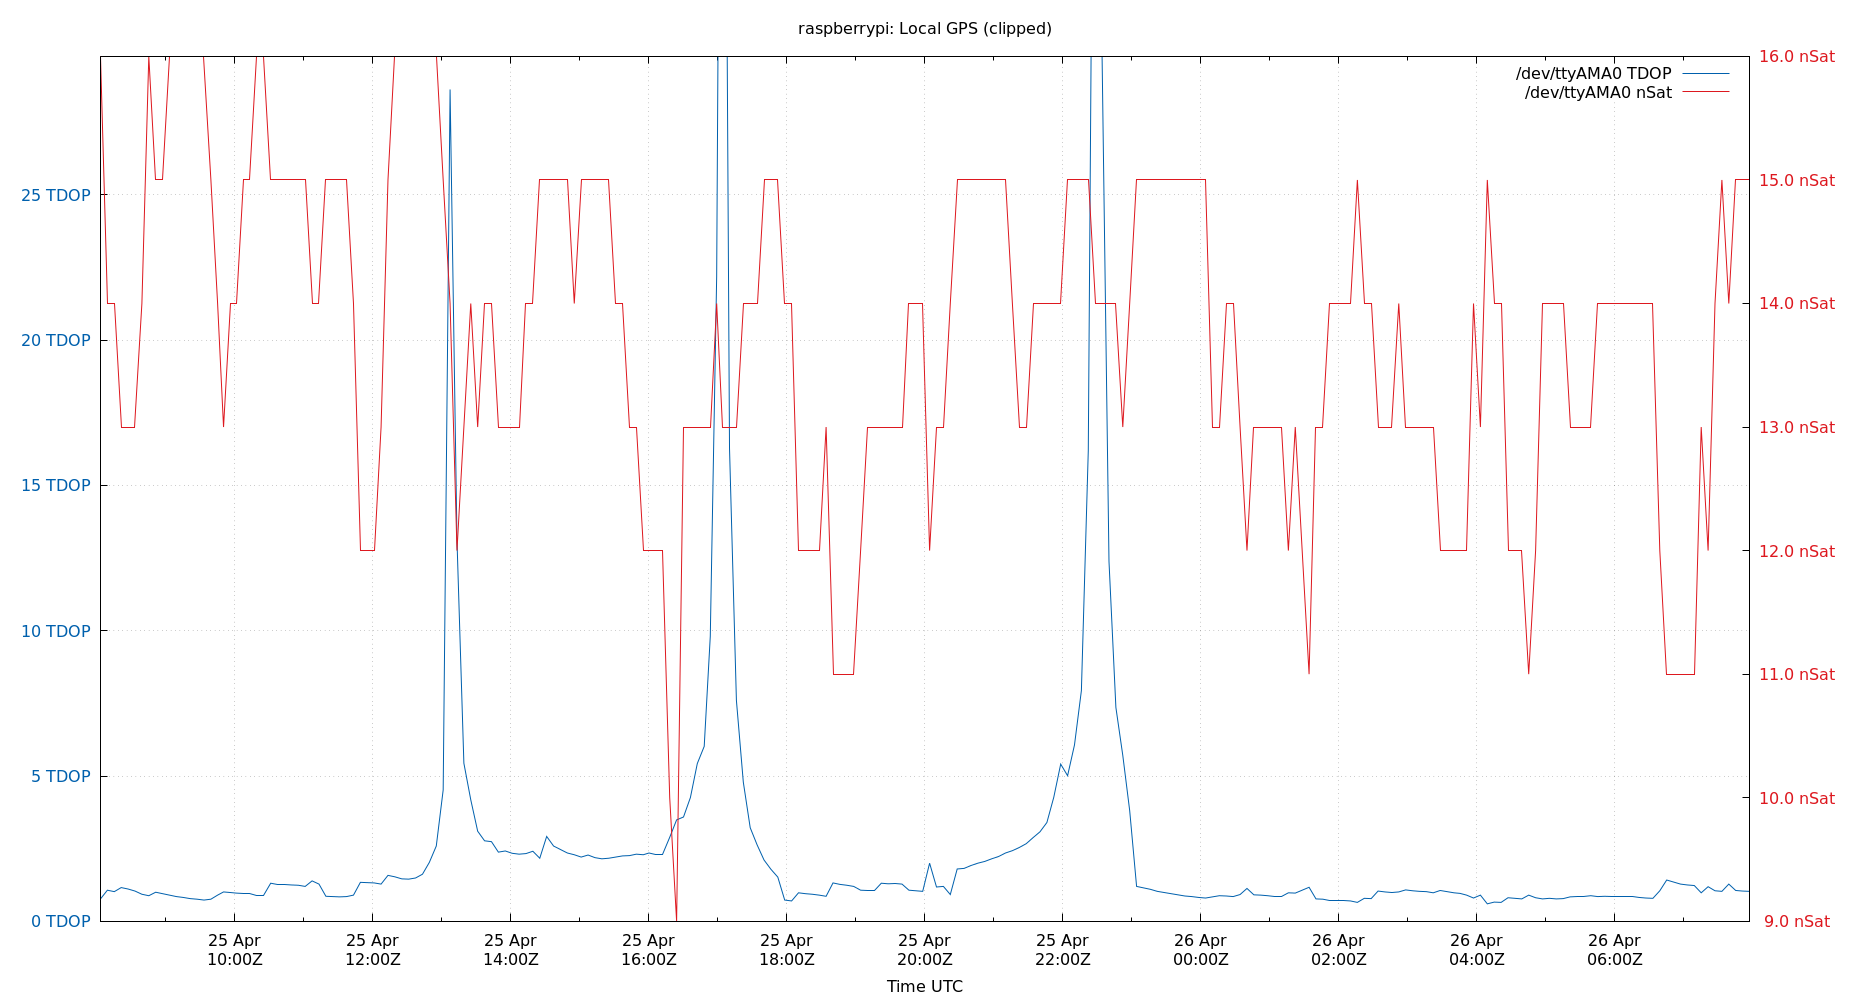 raspberrypi: Local GPS (clipped)
/dev/ttyAMA0 TDOP
/dev/ttyAMA0 nSat
25 TDOP
20 TDOP
15 TDOP
10 TDOP
5 TDOP
0 TDOP
16.0 nSat
15.0 nSat
14.0 nSat
13.0 nSat
12.0 nSat
11.0 nSat
10.0 nSat
9.0 nSat
25 Apr
10:00Z
25 Apr
12:00Z
25 Apr
14:00Z
25 Apr
16:00Z
25 Apr
18:00Z
25 Apr
20:00Z
25 Apr
22:00Z
26 Apr
00:00Z
26 Apr
02:00Z
26 Apr
04:00Z
26 Apr
06:00Z
Time UTC